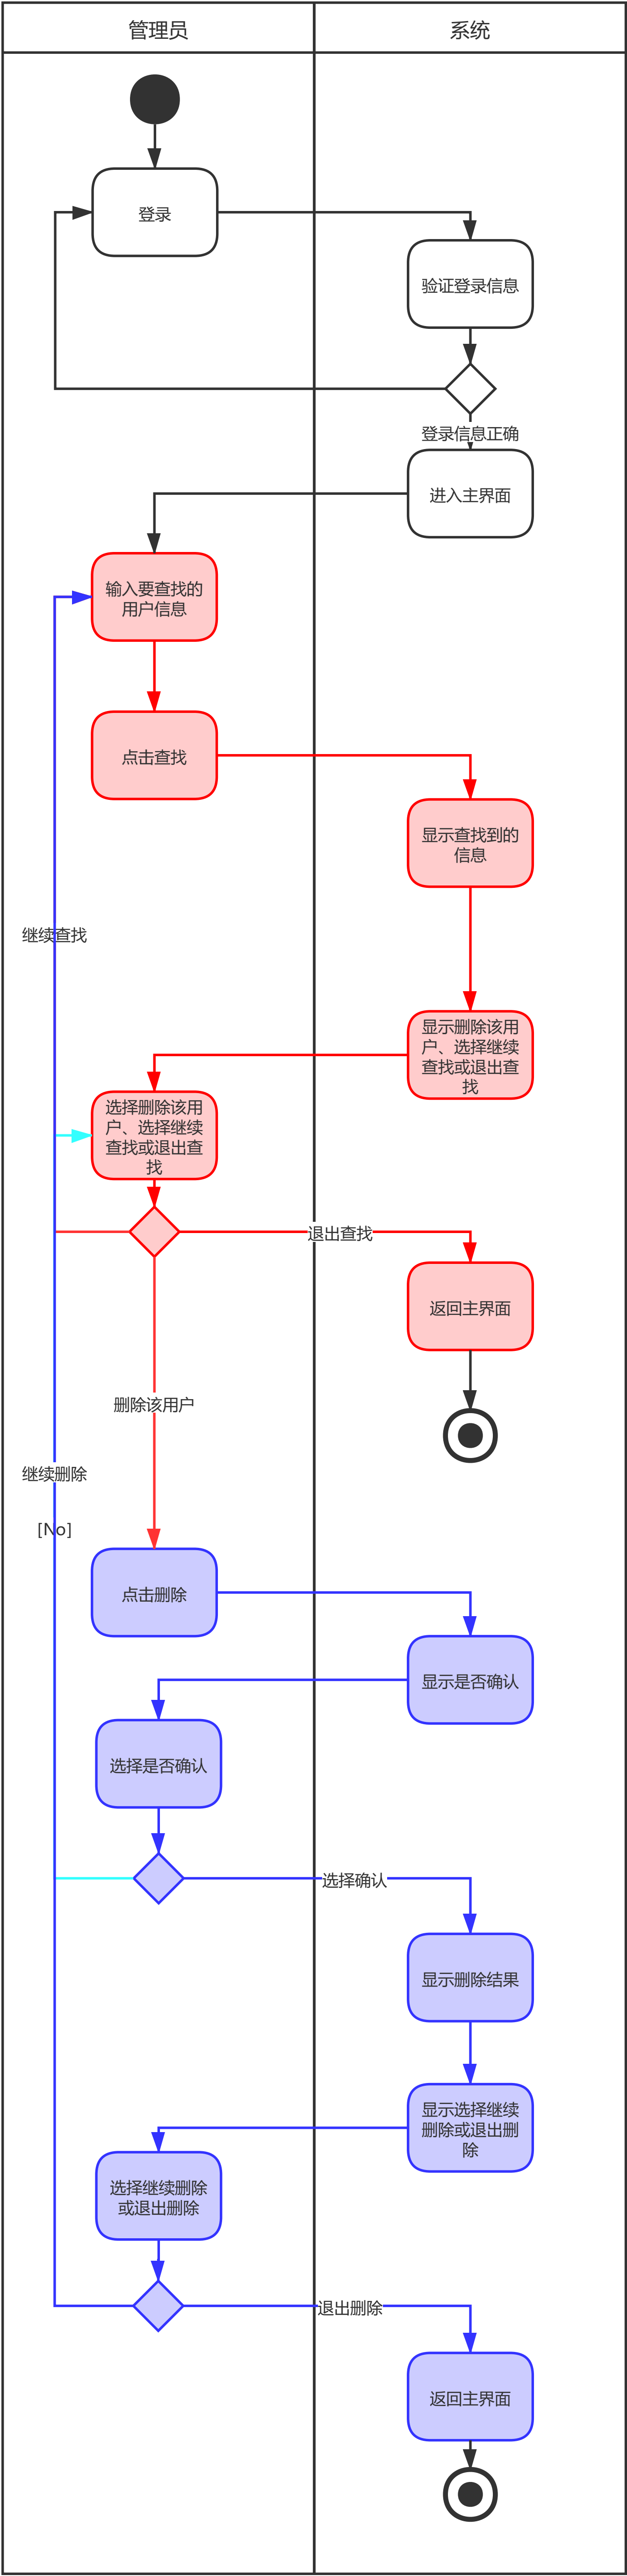 管理员
系统
登录
验证登录信息
登录信息正确
进入主界面
输入要查找的
用户信息
点击查找
显示查找到的
信息
继续查找
显示删除该用
户、选择继续
查找或退出查
找
选择删除该用
户、选择继续
查找或退出查
找
退出查找
返回主界面
删除该用户
继续删除
[No]
点击删除
显示是否确认
选择是否确认
选择确认
显示删除结果
显示选择继续
删除或退出删
除
选择继续删除
或退出删除
退出删除
返回主界面